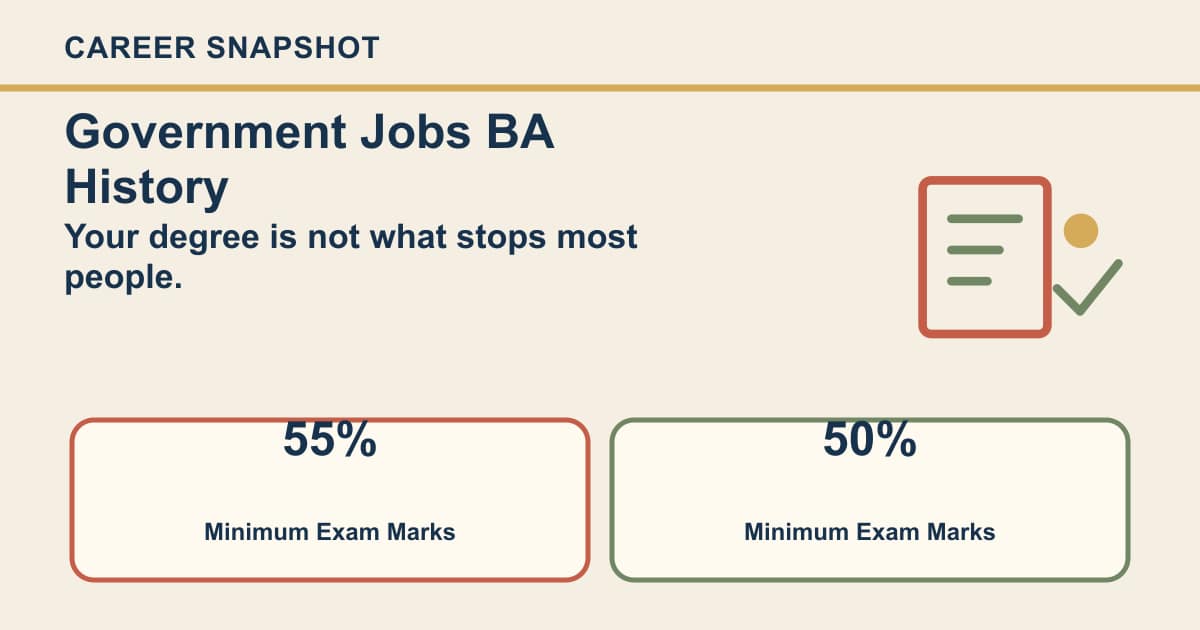 CAREER SNAPSHOT
Government Jobs BA
History
Your degree is not what stops most
people.
55%
Minimum Exam Marks
50%
Minimum Exam Marks